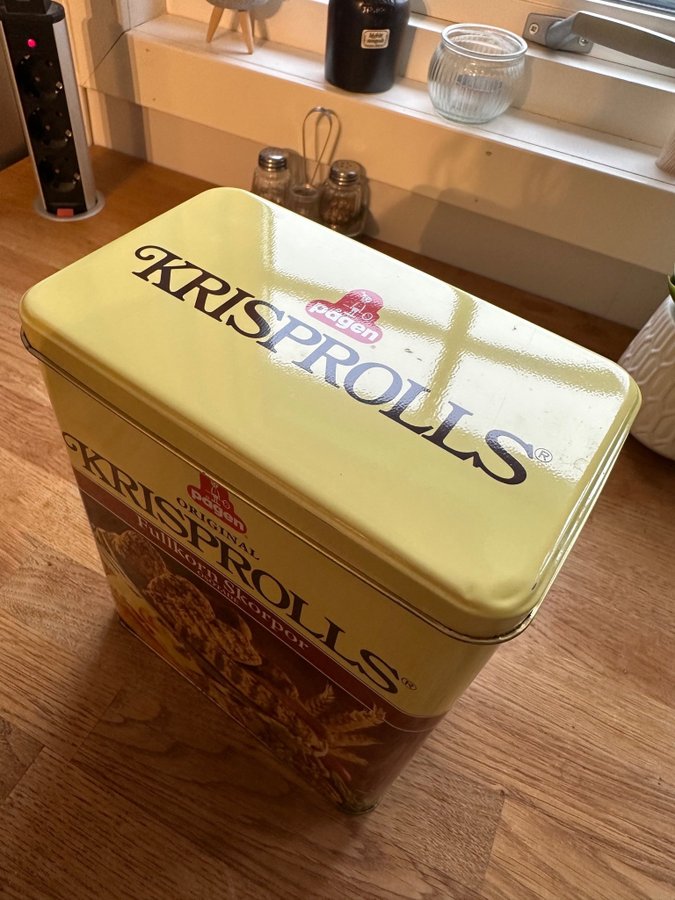 pågen
KRISPROLLS®
pågen
ORIGINAL
KRISPROLLS®
Fullkorn Skorpor